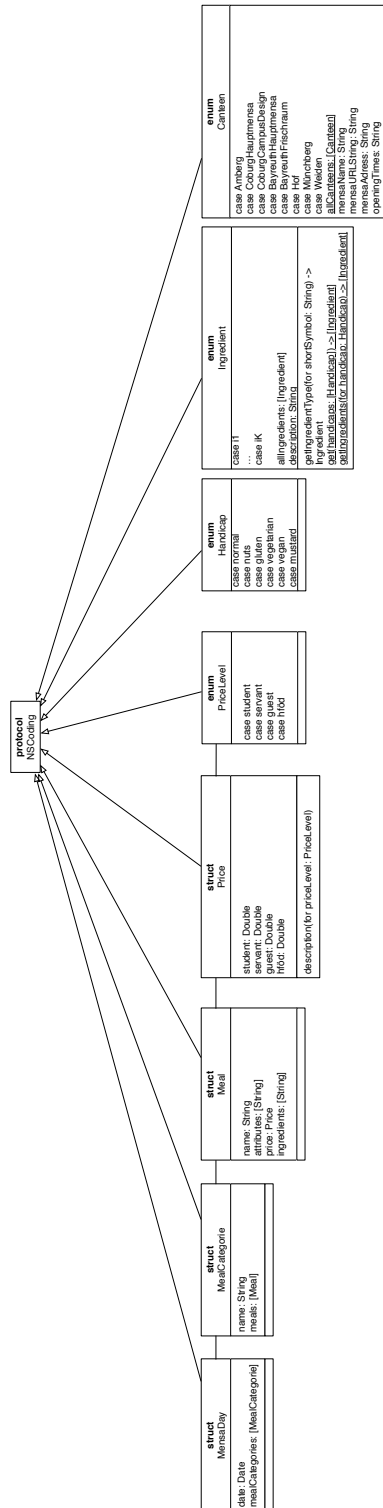 protocol
NSCoding
struct
MensaDay
date: Date
mealCategories: [MealCategorie]
struct
MealCategorie
name: String
meals: [Meal]
struct
Meal
name: String
attributes: [String]
price: Price
ingredients: [String]
struct
Price
student: Double
servant: Double
guest: Double
hföd: Double
description(for priceLevel: PriceLevel)
enum
PriceLevel
case student
case servant
case guest
case hföd
enum
Handicap
case normal
case nuts
case gluten
case vegetarian
case vegan
case mustard
enum
Ingredient
case i1
...
case iK
allIngredients: [Ingredient]
description: String
getIngredientType(for shortSymbol: String) ->
Ingredient
get(handicaps: [Handicap]) -> [Ingredient]
getIngredients(for handicap: Handicap) -> [Ingredient]
enum
Canteen
case Amberg
case CoburgHauptmensa
case CoburgCampusDesign
case BayreuthHauptmensa
case BayreuthFrischraum
case Hof
case Münchberg
case Weiden
allCanteens: [Canteen]
mensaName: String
mensaURLString: String
mensaAdress: String
openingTimes: String